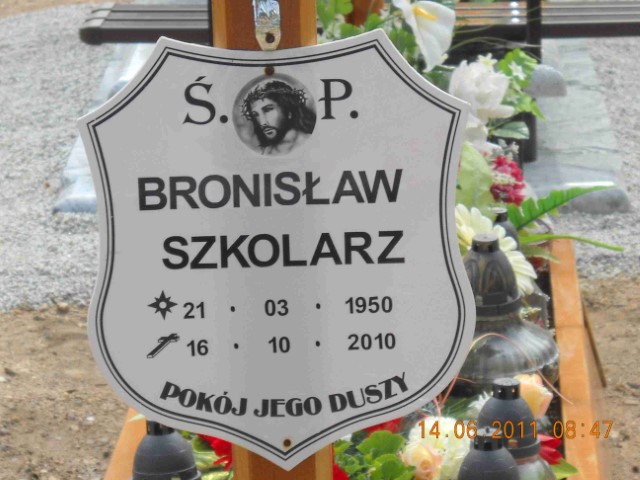 Ś. P.
BRONISŁAW
SZKOLARZ
21 · 03 · 1950
16 · 10 · 2010
POKÓJ JEGO DUSZY
14.06.2011 08:47